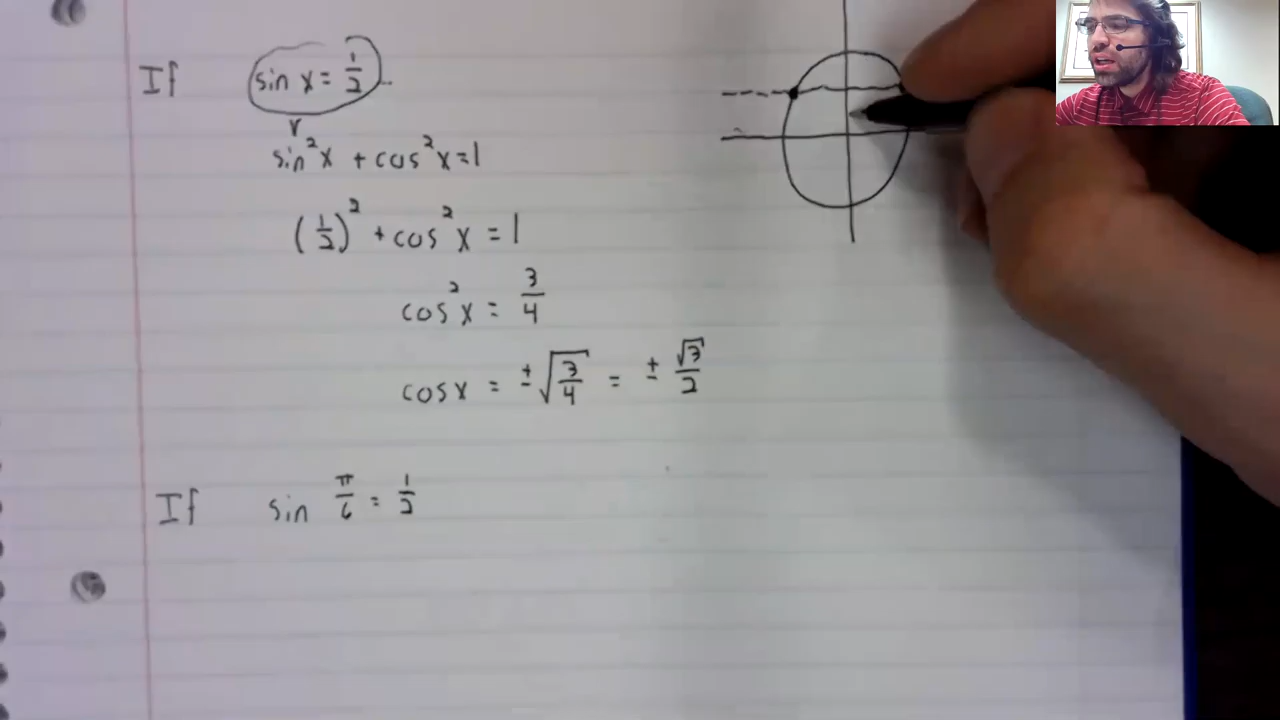 If sin x = 1/2
sin²x + cos²x = 1
(1/2)² + cos²x = 1
cos²x = 3/4
cos x = ±√(3/4) = ±√3/2
If sin π/6 = 1/2